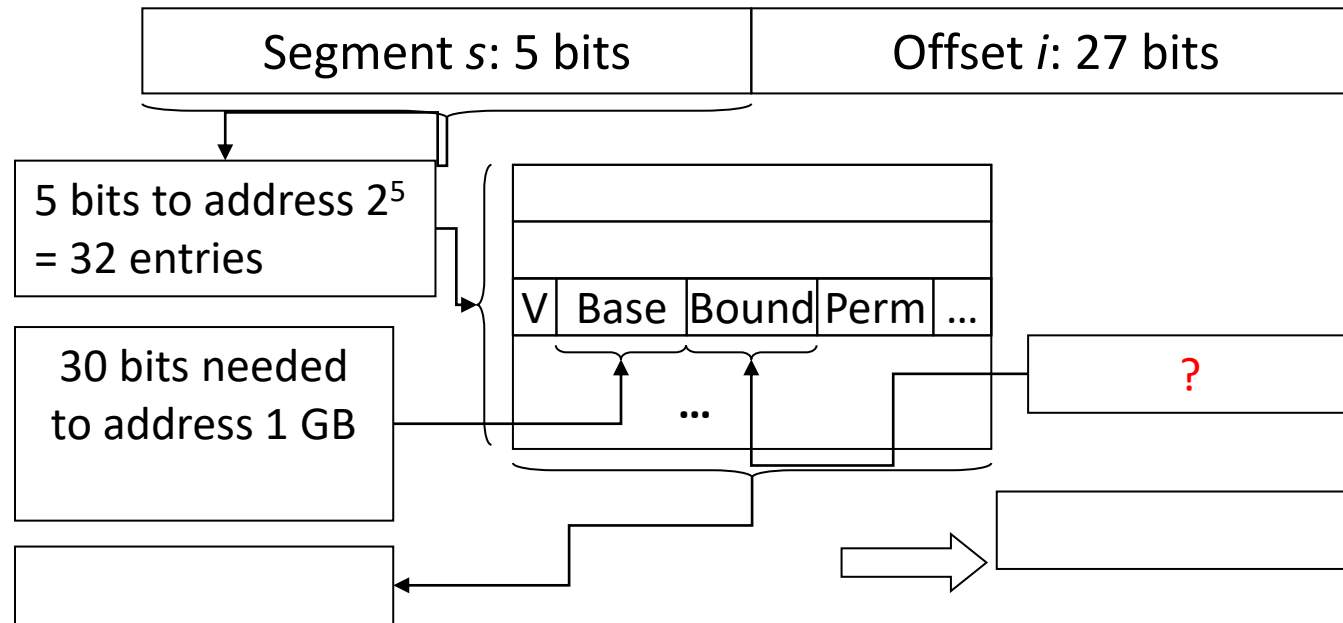 Segment s: 5 bits
Offset i: 27 bits
5 bits to address 2⁵
= 32 entries
V
Base
Bound
Perm
...
30 bits needed
to address 1 GB
...
?